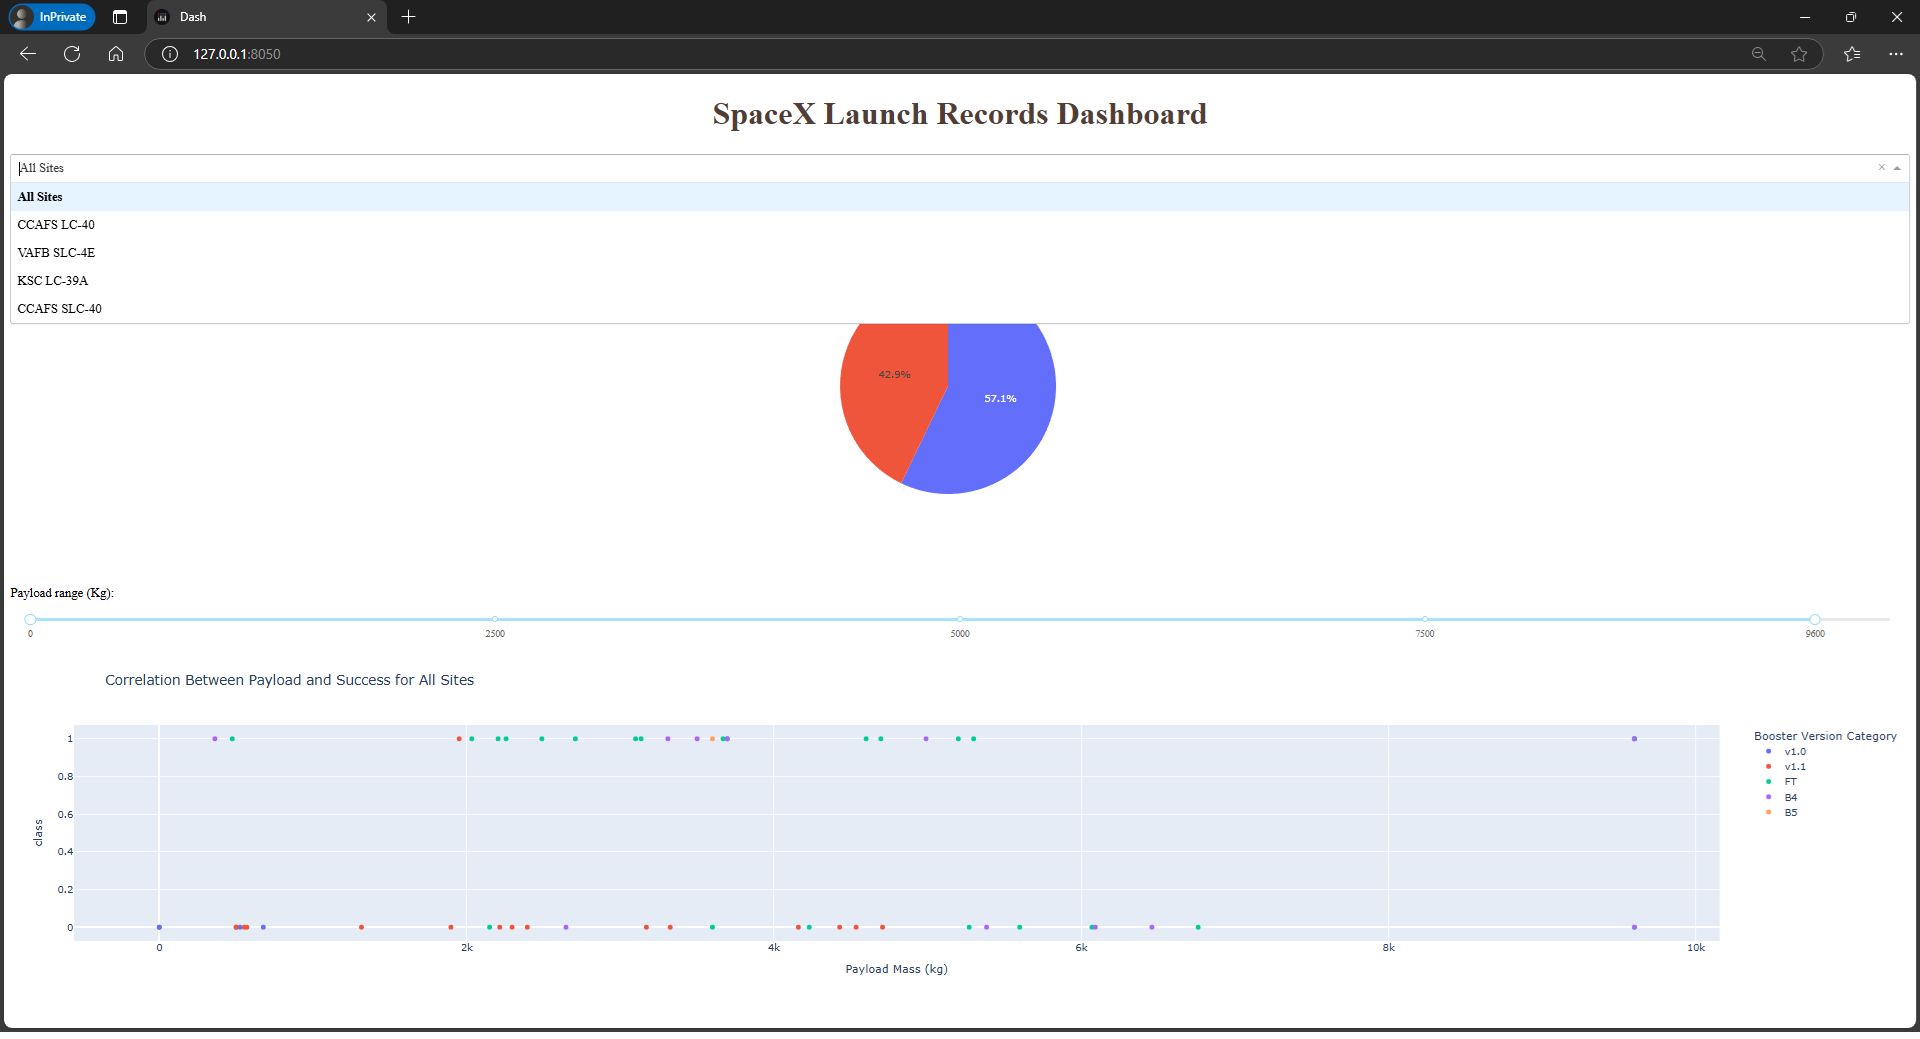 InPrivate
Dash
127.0.0.1:8050
SpaceX Launch Records Dashboard
All Sites
All Sites
CCAFS LC-40
VAFB SLC-4E
KSC LC-39A
CCAFS SLC-40
42.9%
57.1%
Payload range (Kg):
0 2500 5000 7500 9600
Correlation Between Payload and Success for All Sites
1
0.8
0.6
0.4
0.2
0
class
0 2k 4k 6k 8k 10k
Payload Mass (kg)
Booster Version Category
v1.0
v1.1
FT
B4
B5